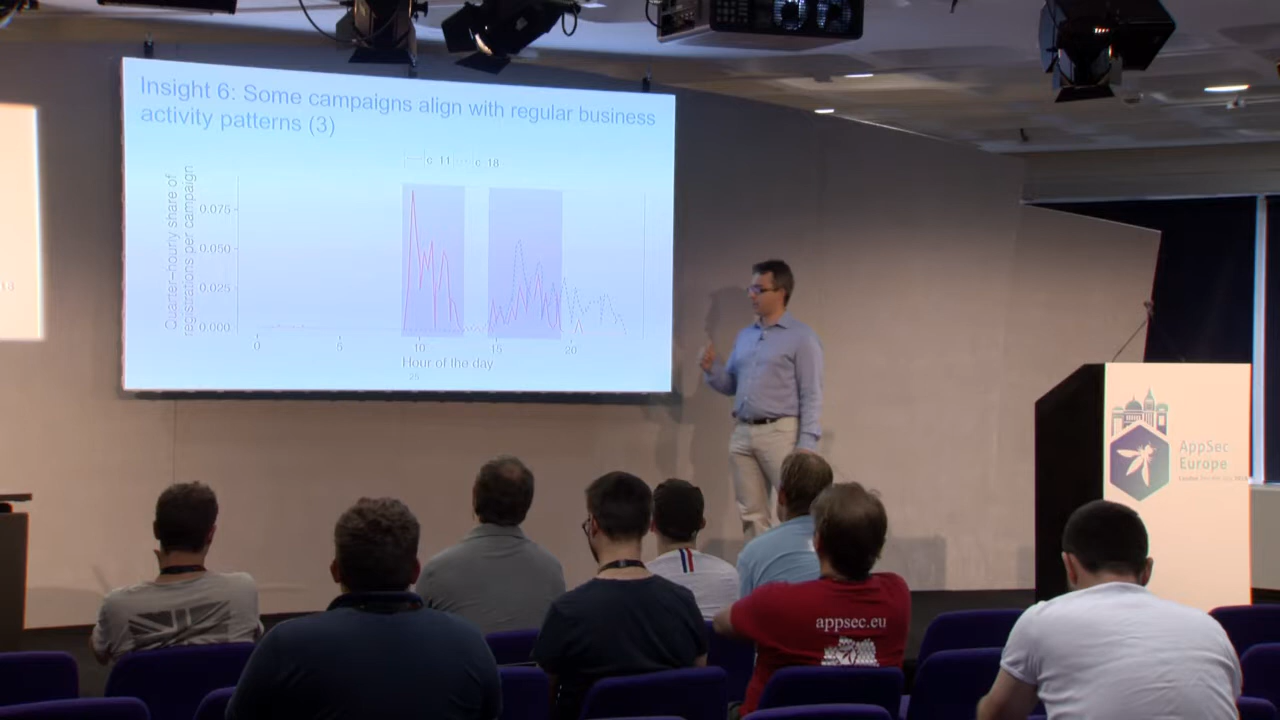 Insight 6: Some campaigns align with regular business
activity patterns (3)
c-11
c-18
Quarter-hourly share of
registrations per campaign
0.075
0.050
0.025
0.000
0
5
10
15
20
Hour of the day
25
AppSec
Europe
appsec.eu